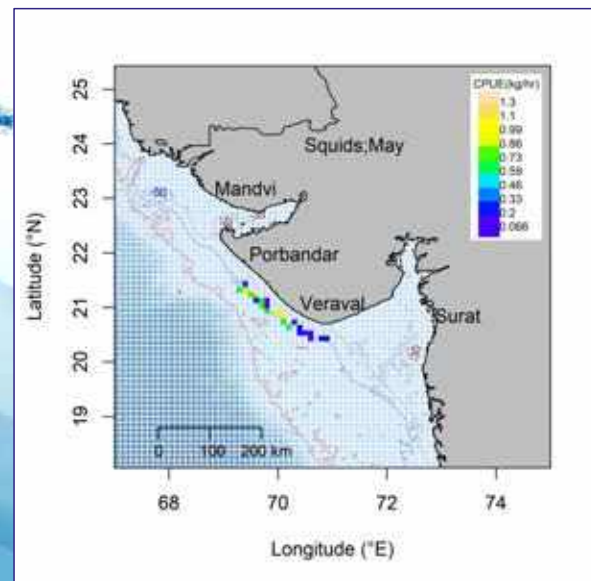 CPUE(kg/hr)
1.3
1.1
0.99
0.86
0.73
0.59
0.46
0.33
0.2
0.066
Squids;May
Mandvi
Porbandar
Veraval
Surat
-50
-50
25
24
23
22
21
20
19
Latitude (°N)
0 100 200 km
68 70 72 74
Longitude (°E)